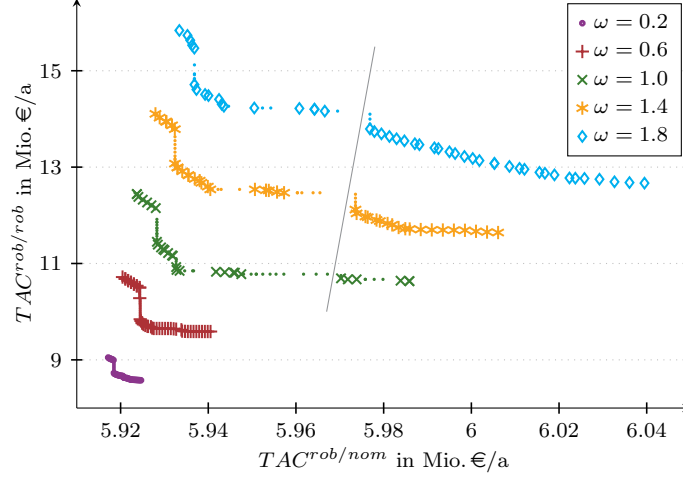 15
13
11
9
TAC^{rob/rob} in Mio. €/a
5.92 5.94 5.96 5.98 6 6.02 6.04
TAC^{rob/nom} in Mio. €/a
ω = 0.2
ω = 0.6
ω = 1.0
ω = 1.4
ω = 1.8